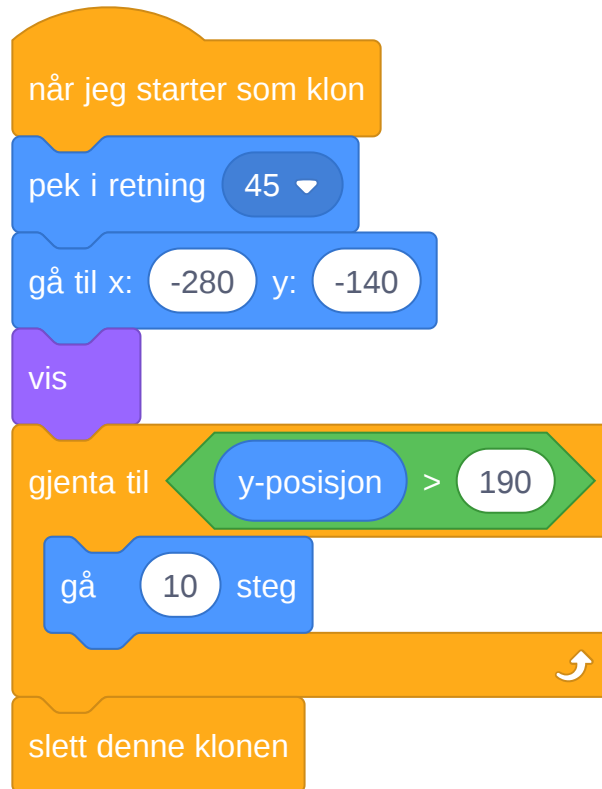 når jeg starter som klon
pek i retning 45
gå til x: -280 y: -140
vis
gjenta til y-posisjon > 190
gå 10 steg
slett denne klonen